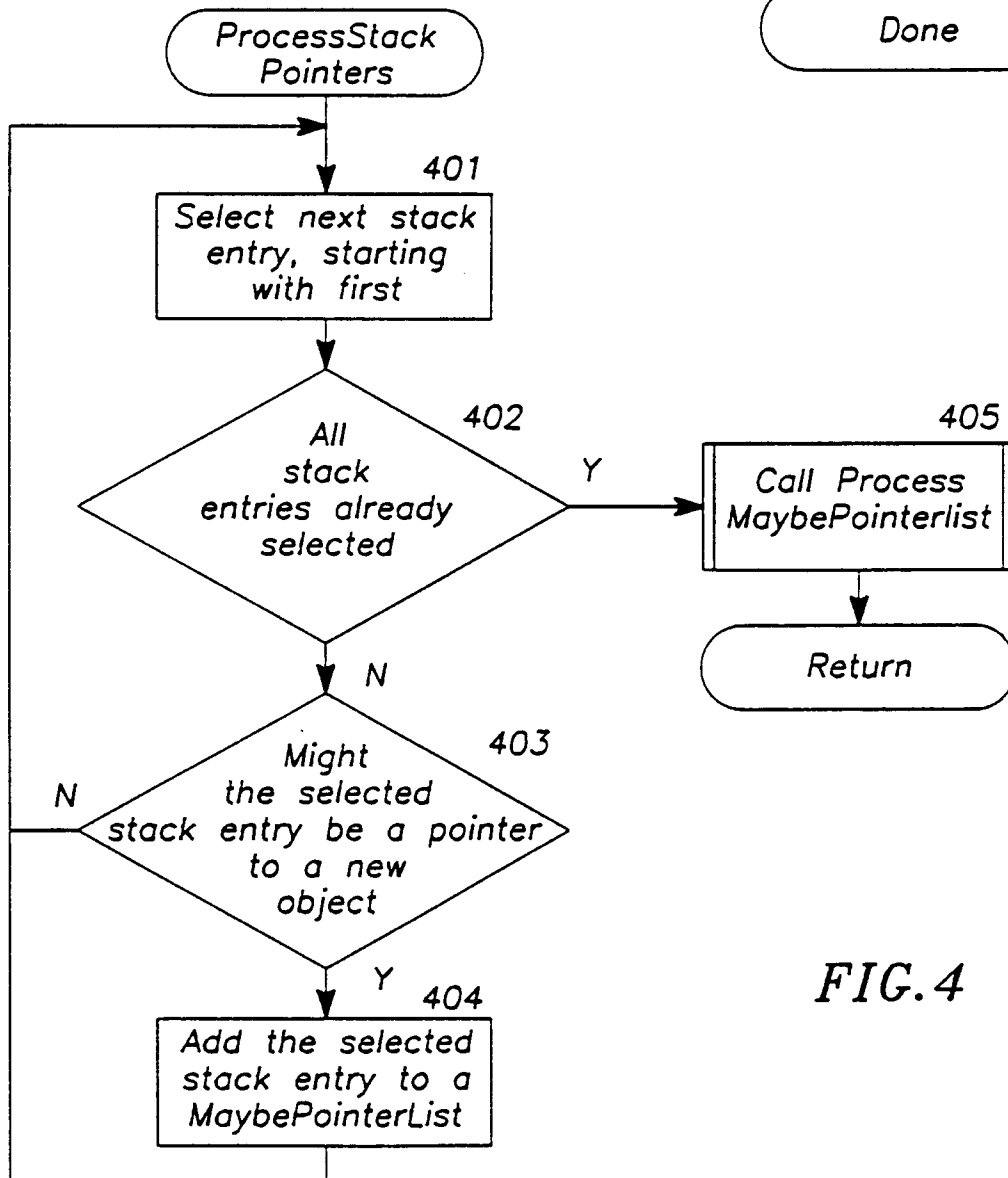 ProcessStack
Pointers
Done
401
Select next stack
entry, starting
with first
402
All
stack
entries already
selected
Y
405
Call Process
MaybePointerlist
Return
N
403
Might
the selected
stack entry be a pointer
to a new
object
N
Y
404
Add the selected
stack entry to a
MaybePointerList
FIG.4